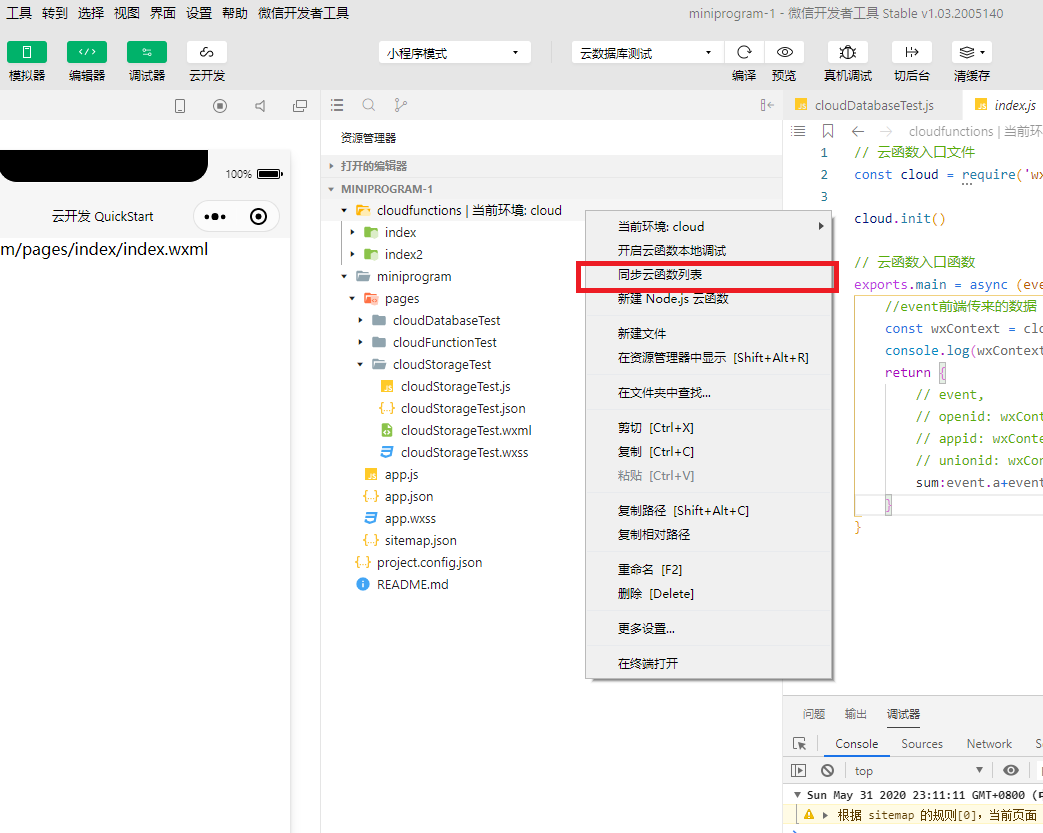 工具 转到 选择 视图 界面 设置 帮助 微信开发者工具 miniprogram-1 - 微信开发者工具 Stable v1.03.2005140
小程序模式 云数据库测试
模拟器 编辑器 调试器 云开发 编译 预览 真机调试 切后台 清缓存
cloudDatabaseTest.js index.js
资源管理器
cloudfunctions | 当前环
打开的编辑器
MINIPROGRAM-1
cloudfunctions | 当前环境: cloud
index
index2
miniprogram
pages
cloudDatabaseTest
cloudFunctionTest
cloudStorageTest
cloudStorageTest.js
cloudStorageTest.json
cloudStorageTest.wxml
cloudStorageTest.wxss
app.js
app.json
app.wxss
sitemap.json
project.config.json
README.md
100%
云开发 QuickStart
m/pages/index/index.wxml
当前环境: cloud
开启云函数本地调试
同步云函数列表
新建 Node.js 云函数
新建文件
在资源管理器中显示 [Shift+Alt+R]
在文件夹中查找...
剪切 [Ctrl+X]
复制 [Ctrl+C]
粘贴 [Ctrl+V]
复制路径 [Shift+Alt+C]
复制相对路径
重命名 [F2]
删除 [Delete]
更多设置...
在终端打开
1 // 云函数入口文件
2 const cloud = require('wx
3
cloud.init()
// 云函数入口函数
exports.main = async (eve
//event前端传来的数据
const wxContext = clo
console.log(wxContext
return {
// event,
// openid: wxConte
// appid: wxConte
// unionid: wxCon
sum:event.a+event
}
}
问题 输出 调试器
Console Sources Network S
top
Sun May 31 2020 23:11:11 GMT+0800 (中
根据 sitemap 的规则[0]，当前页面